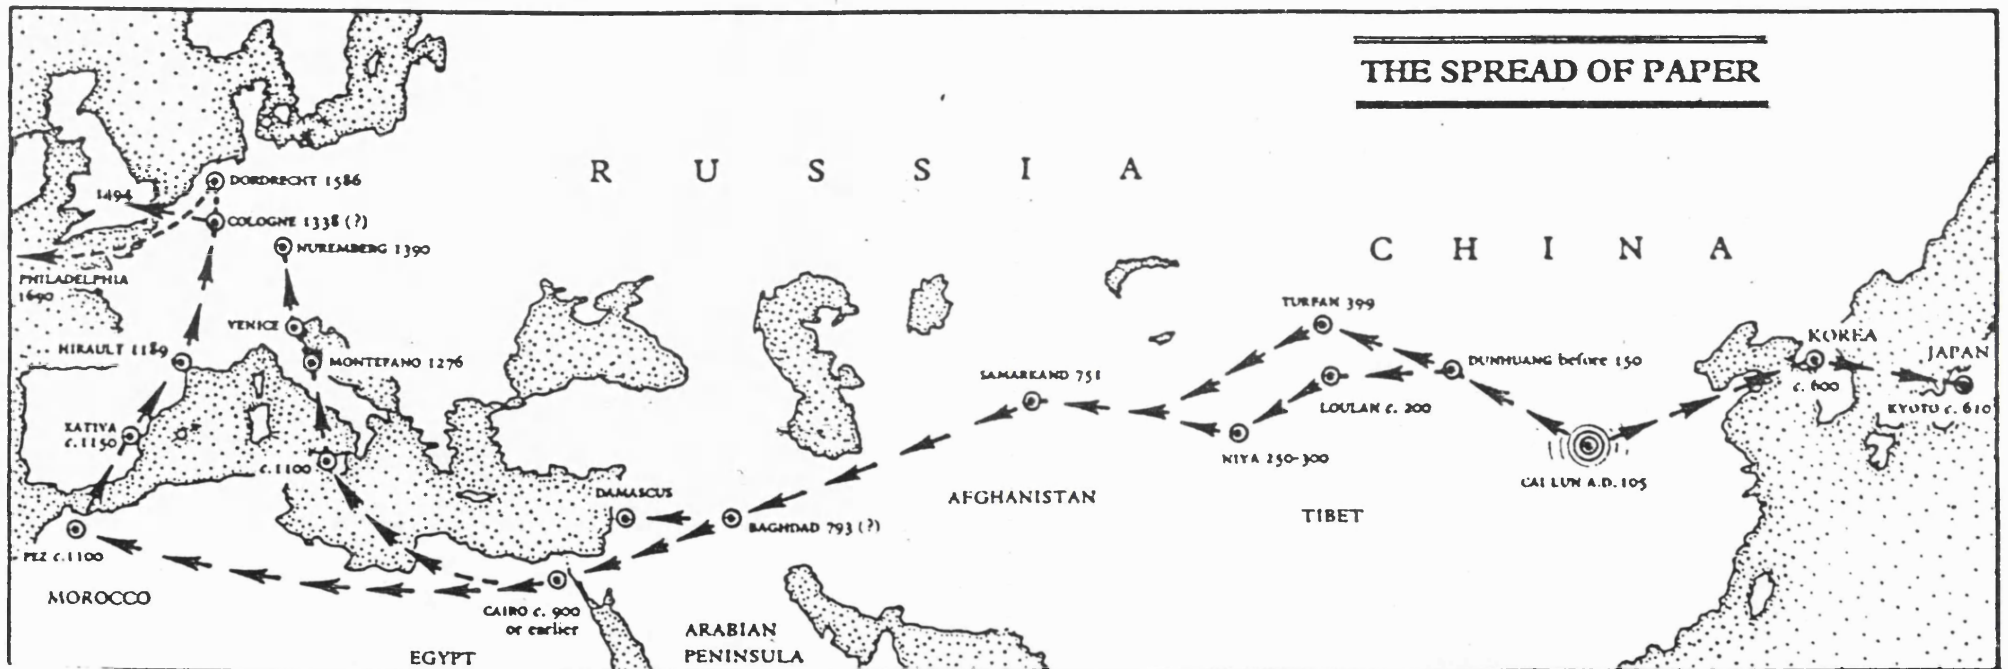 THE SPREAD OF PAPER
R U S S I A
C H I N A
DORDRECHT 1586
1494
COLOGNE 1338 (?)
NUREMBERG 1390
PHILADELPHIA
1690
VENICE
HIRAULT 1189
MONTEFANO 1276
XATIVA
c.1150
c.1100
FEZ c.1100
MOROCCO
CAIRO c. 900
or earlier
EGYPT
ARABIAN
PENINSULA
DAMASCUS
BAGHDAD 793 (?)
AFGHANISTAN
SAMARKAND 751
TURFAN 399
DUNHUANG before 150
LOULAN c. 200
NIYA 250-300
TIBET
CAI LUN A.D. 105
KOREA
c. 600
JAPAN
KYOTO c. 610